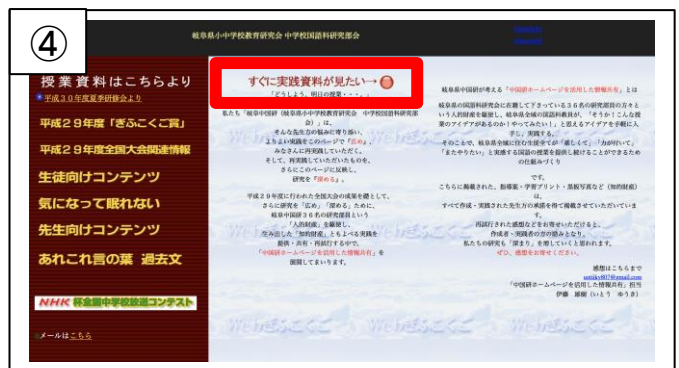 ④
岐阜県小中学校教育研究会 中学校国語科研究部会
授業資料はこちらより
平成３０年度夏季研修会より
平成２９年度「ぎふこくご賞」
平成２９年度全国大会関連情報
生徒向けコンテンツ
気になって眠れない
先生向けコンテンツ
あれこれ言の葉 過去文
NHK 杯全国中学校放送コンテスト
メールはこちら
すぐに実践資料が見たい→
「どうしよう、明日の授業・・・。」
私たち「岐阜中国研（岐阜県小中学校教育研究会 中学校国語科研究部
会）」は、
そんな先生方の悩みに寄り添い、
よりよい実践をこのページで『広め』、
みなさんに再実践していただく。
そして、再実践していただいたものを、
さらにこのページに反映し、
研究を『深める』。
平成２９年度に行われた全国大会の成果を礎として、
さらに研究を「広め」「深める」ために、
岐阜中国研３６名の研究部員という
「人的財産」を駆使し、
生み出した「知的財産」ともよべる実践を
提供・共有・再試行する中で、
「中国研ホームページを活用した情報共有」を
展開してまいります。
岐阜県中国研が考える「中国研ホームページを活用した情報共有」とは
岐阜県の国語科研究会に在籍して下さっている３６名の研究部員の方々と
いう人的財産を駆使し、岐阜県全域の国語科教員が、「そうか！こんな授
業のアイデアがあるのか！やってみたい！」と思えるアイデアを手軽に入
手し、実践する。
そのことで、岐阜県全域に住む生徒全てが「楽しくて」「力が付いて」
「またやりたい」と実感する国語の授業を提供し続けることができるため
の仕組みづくり
です。
こちらに掲載された、指導案・学習プリント・板書写真など（知的財産）
は、
すべて作成・実践された先生方の承諾を得て掲載させていただいていま
す。
再試行された感想などをお寄せいただけると、
作成者・実践者の方の励みとなり、
私たちの研究も「深まり」を増していくと思われます。
ぜひ、感想をお寄せください。
感想はこちらまで
「中国研ホームページを活用した情報共有」担当
伊藤 雄樹（いとう ゆうき）